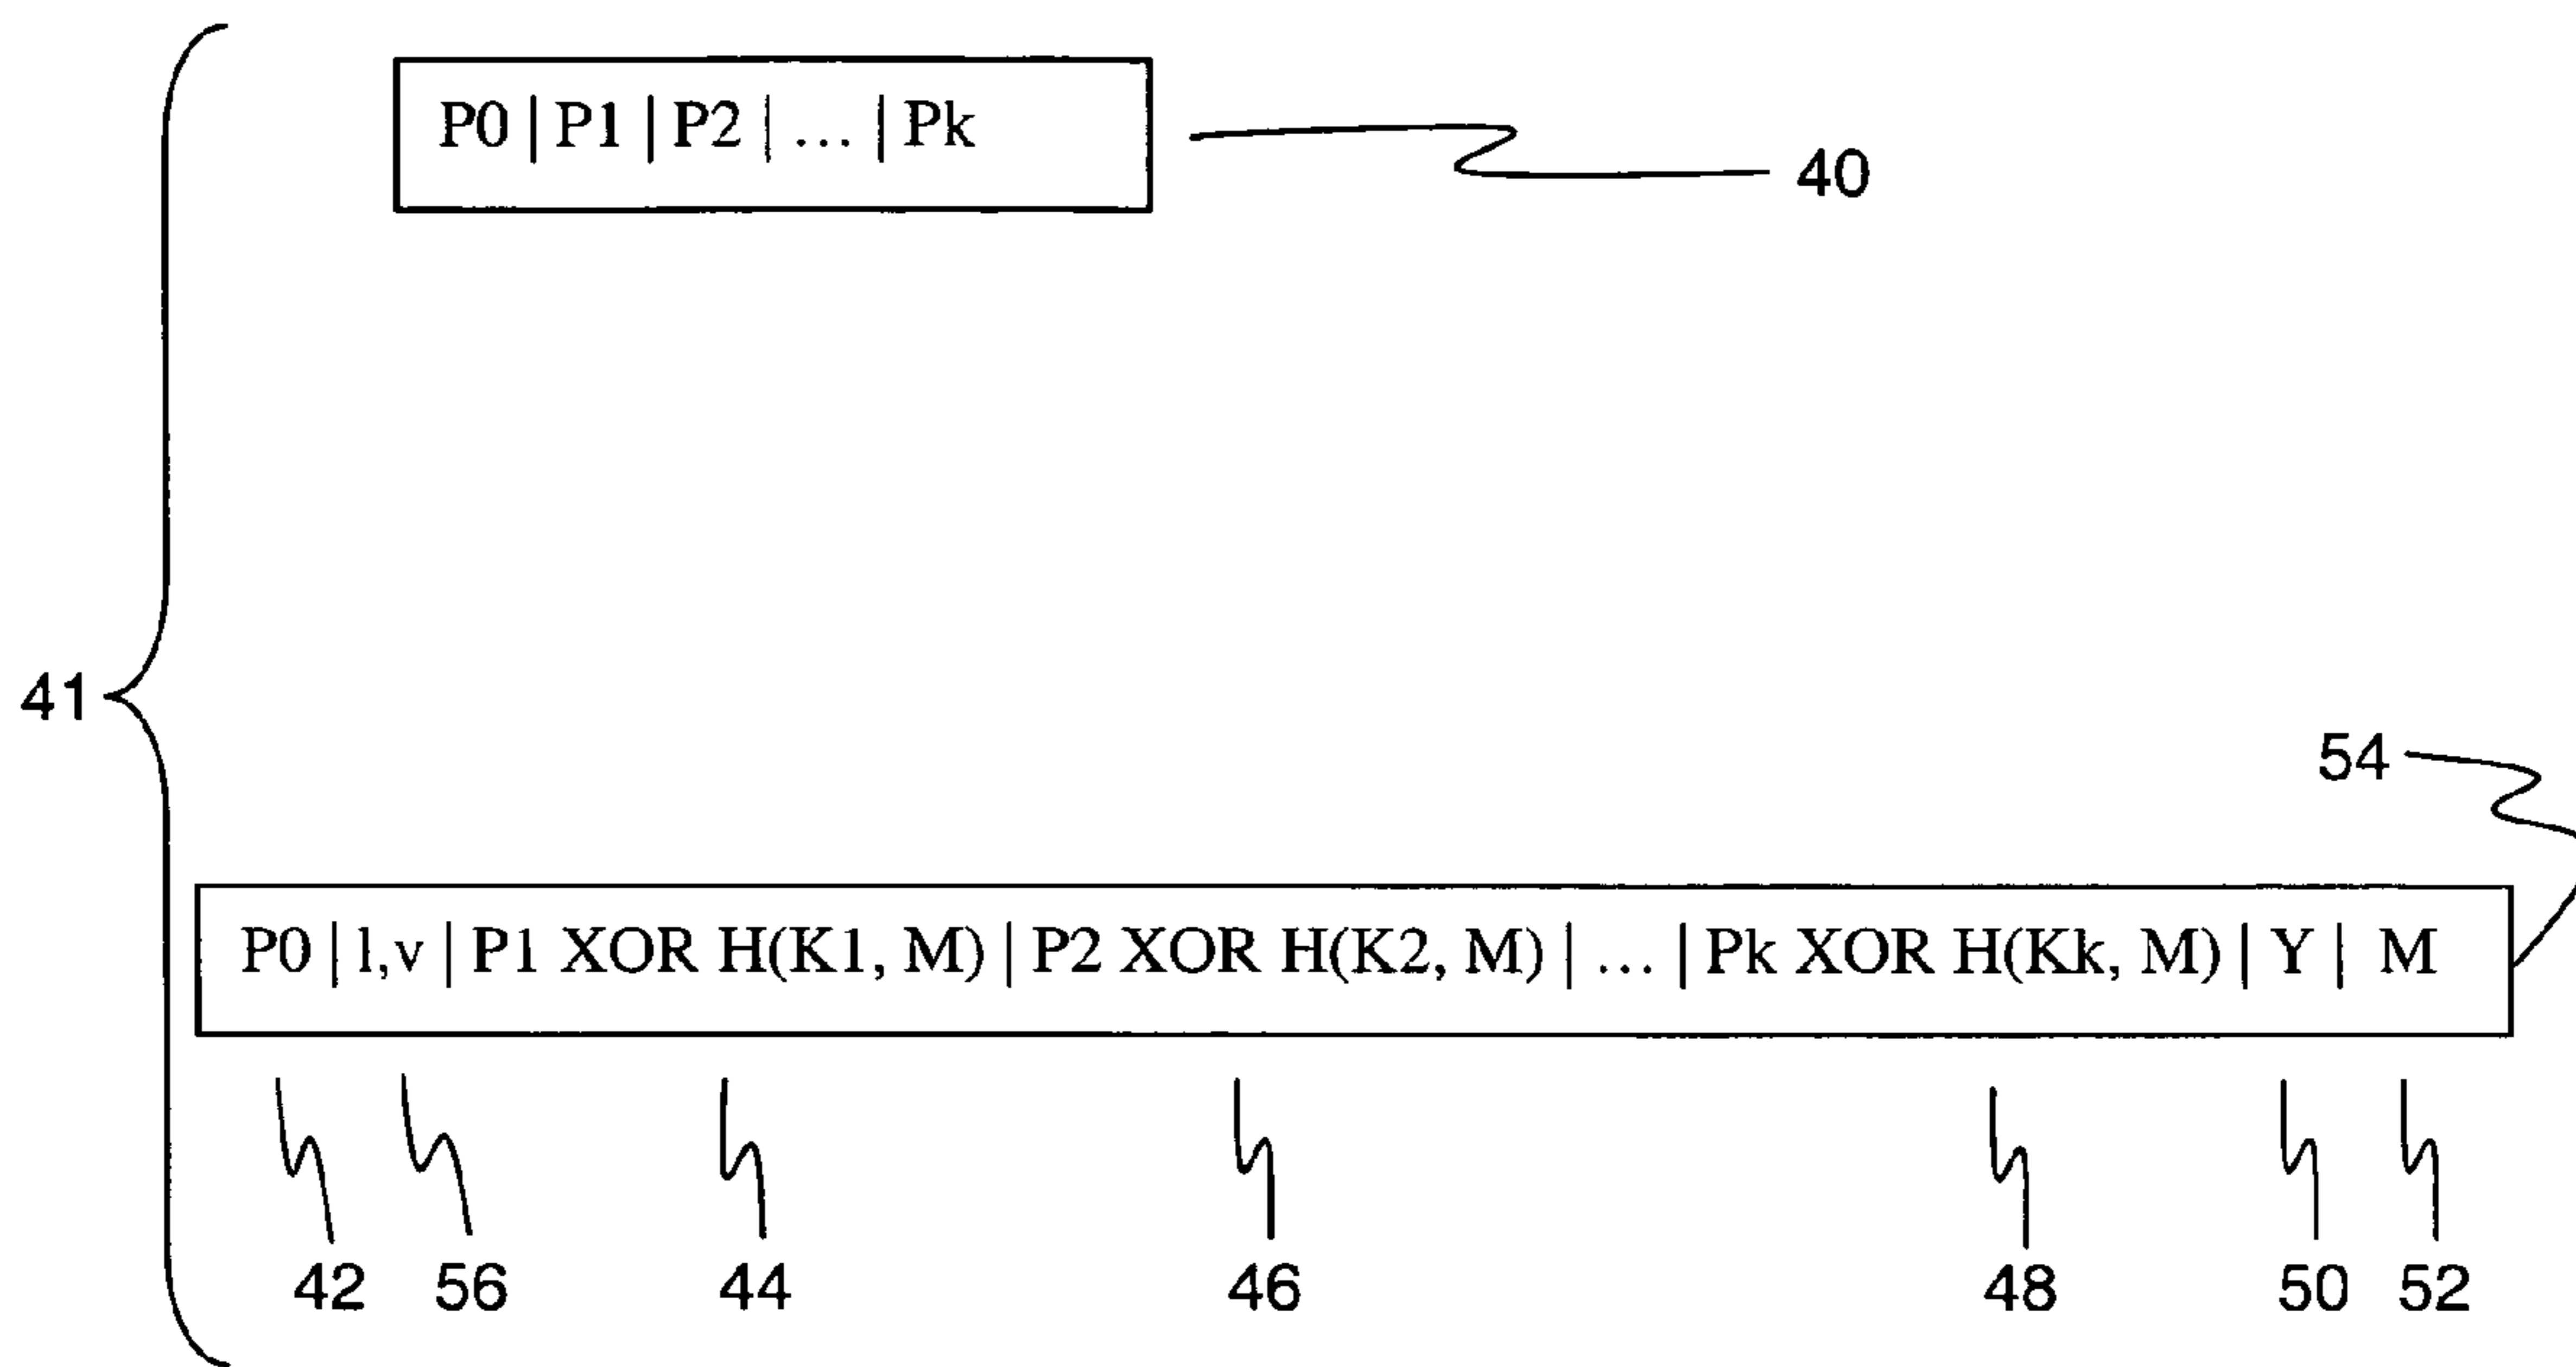 P0 | P1 | P2 | ... | Pk
40
41
54
P0 | l,v | P1 XOR H(K1, M) | P2 XOR H(K2, M) | ... | Pk XOR H(Kk, M) | Y | M
42 56 44 46 48 50 52